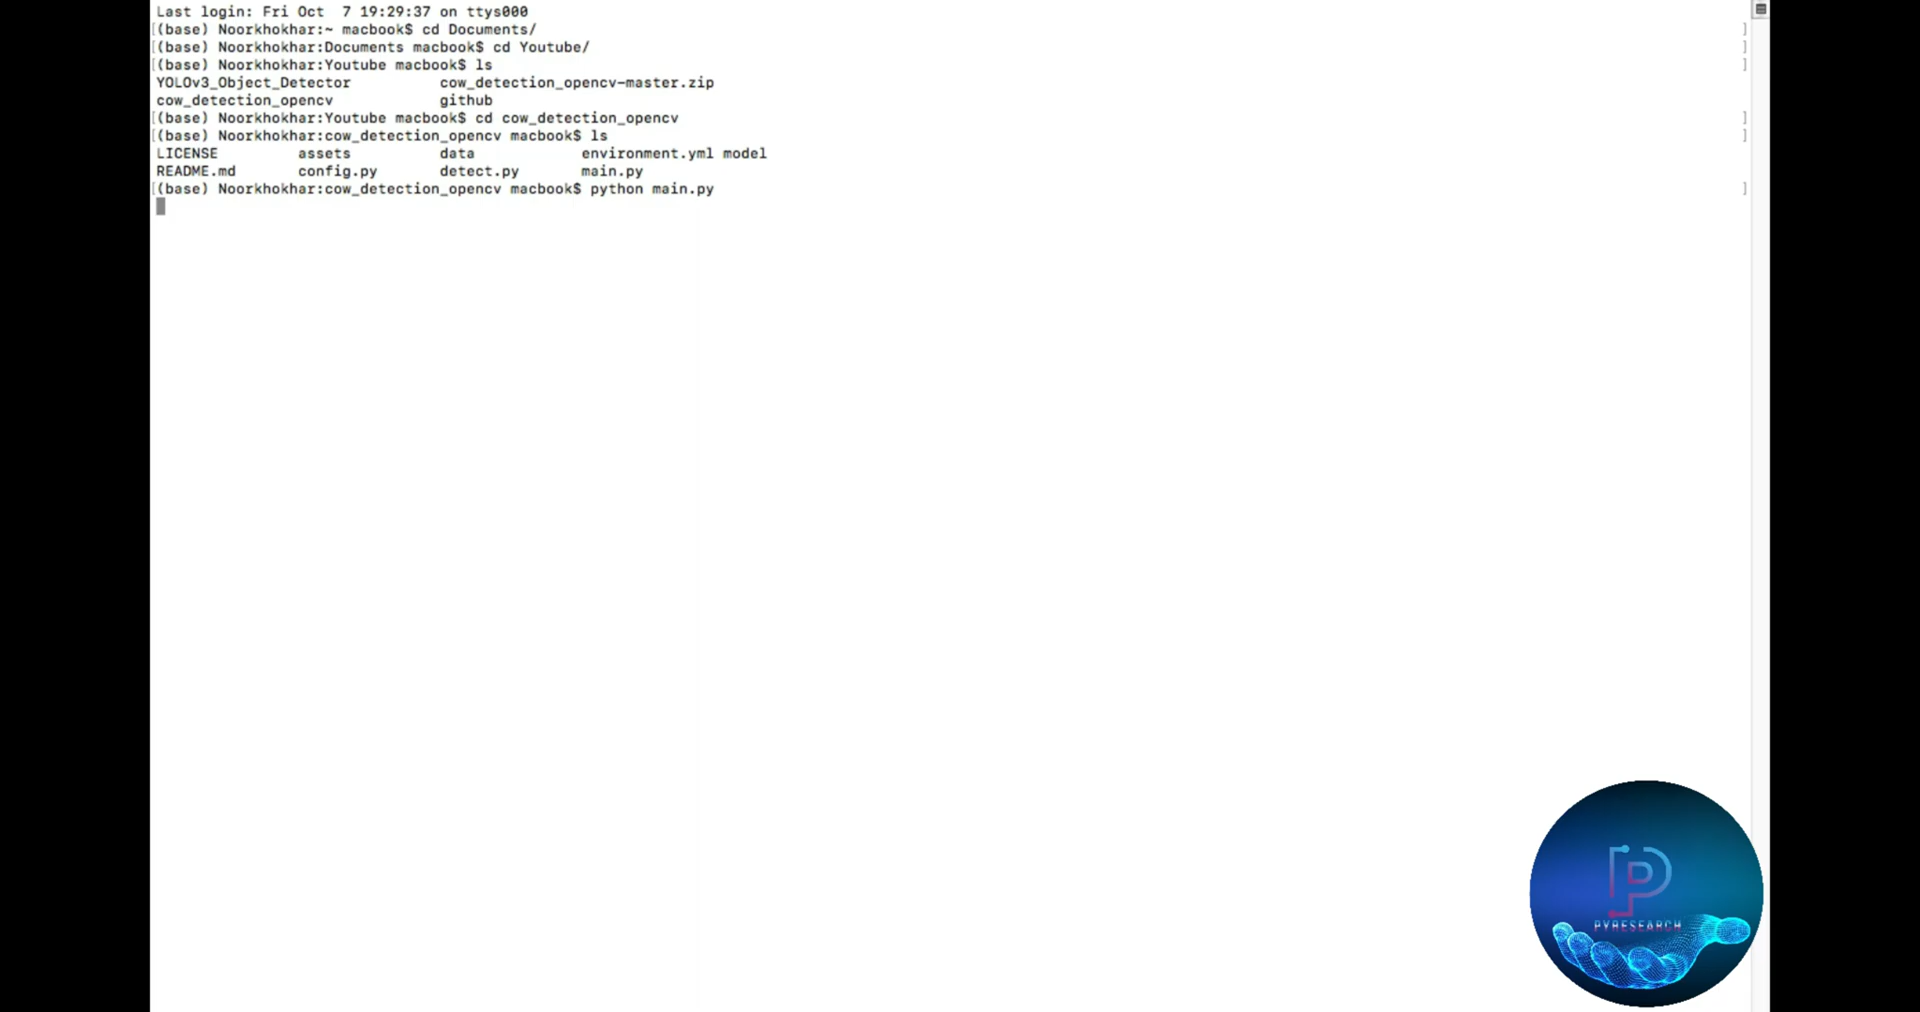 Last login: Fri Oct  7 19:29:37 on ttys000
[(base) Noorkhokhar:~ macbook$ cd Documents/ ]
[(base) Noorkhokhar:Documents macbook$ cd Youtube/ ]
[(base) Noorkhokhar:Youtube macbook$ ls ]
YOLOv3_Object_Detector cow_detection_opencv-master.zip
cow_detection_opencv github
[(base) Noorkhokhar:Youtube macbook$ cd cow_detection_opencv ]
[(base) Noorkhokhar:cow_detection_opencv macbook$ ls ]
LICENSE assets data environment.yml model
README.md config.py detect.py main.py
[(base) Noorkhokhar:cow_detection_opencv macbook$ python main.py ]
PYRESEARCH